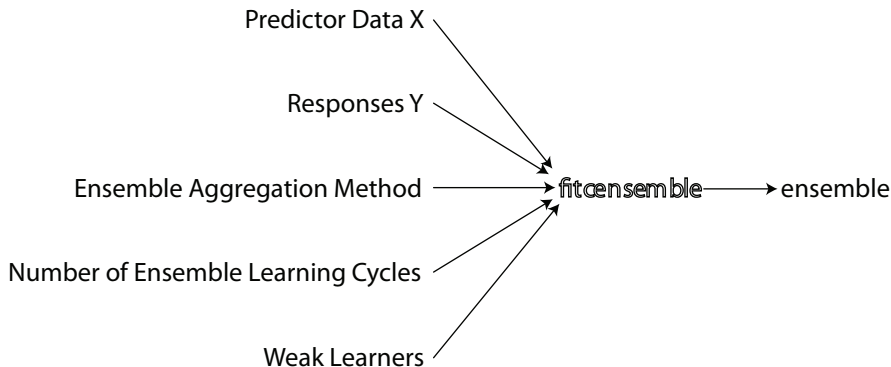 Predictor Data X
Responses Y
Ensemble Aggregation Method
fitcensemble
ensemble
Number of Ensemble Learning Cycles
Weak Learners